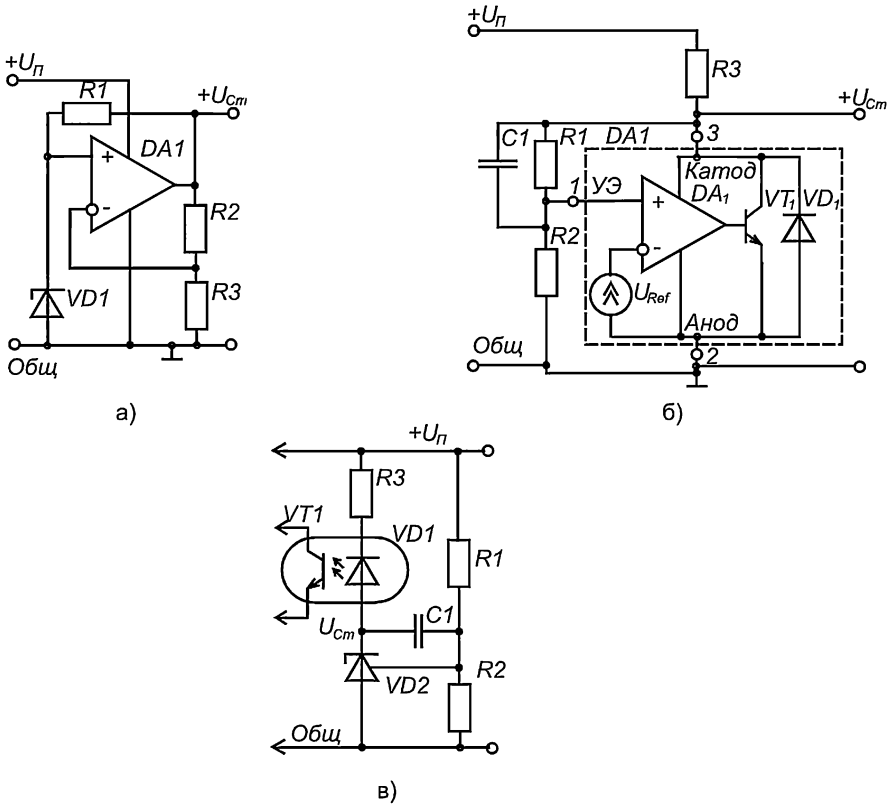 +Uп
R1
+UСт
DA1
R2
R3
VD1
Общ
а)
+Uп
R3
+UСт
C1
R1
DA1
3
1
УЭ
Катод
DA1
VT1
VD1
+
-
R2
URef
Анод
Общ
2
б)
+
-
+Uп
R3
VT1
VD1
R1
UСт
C1
VD2
R2
Общ
в)